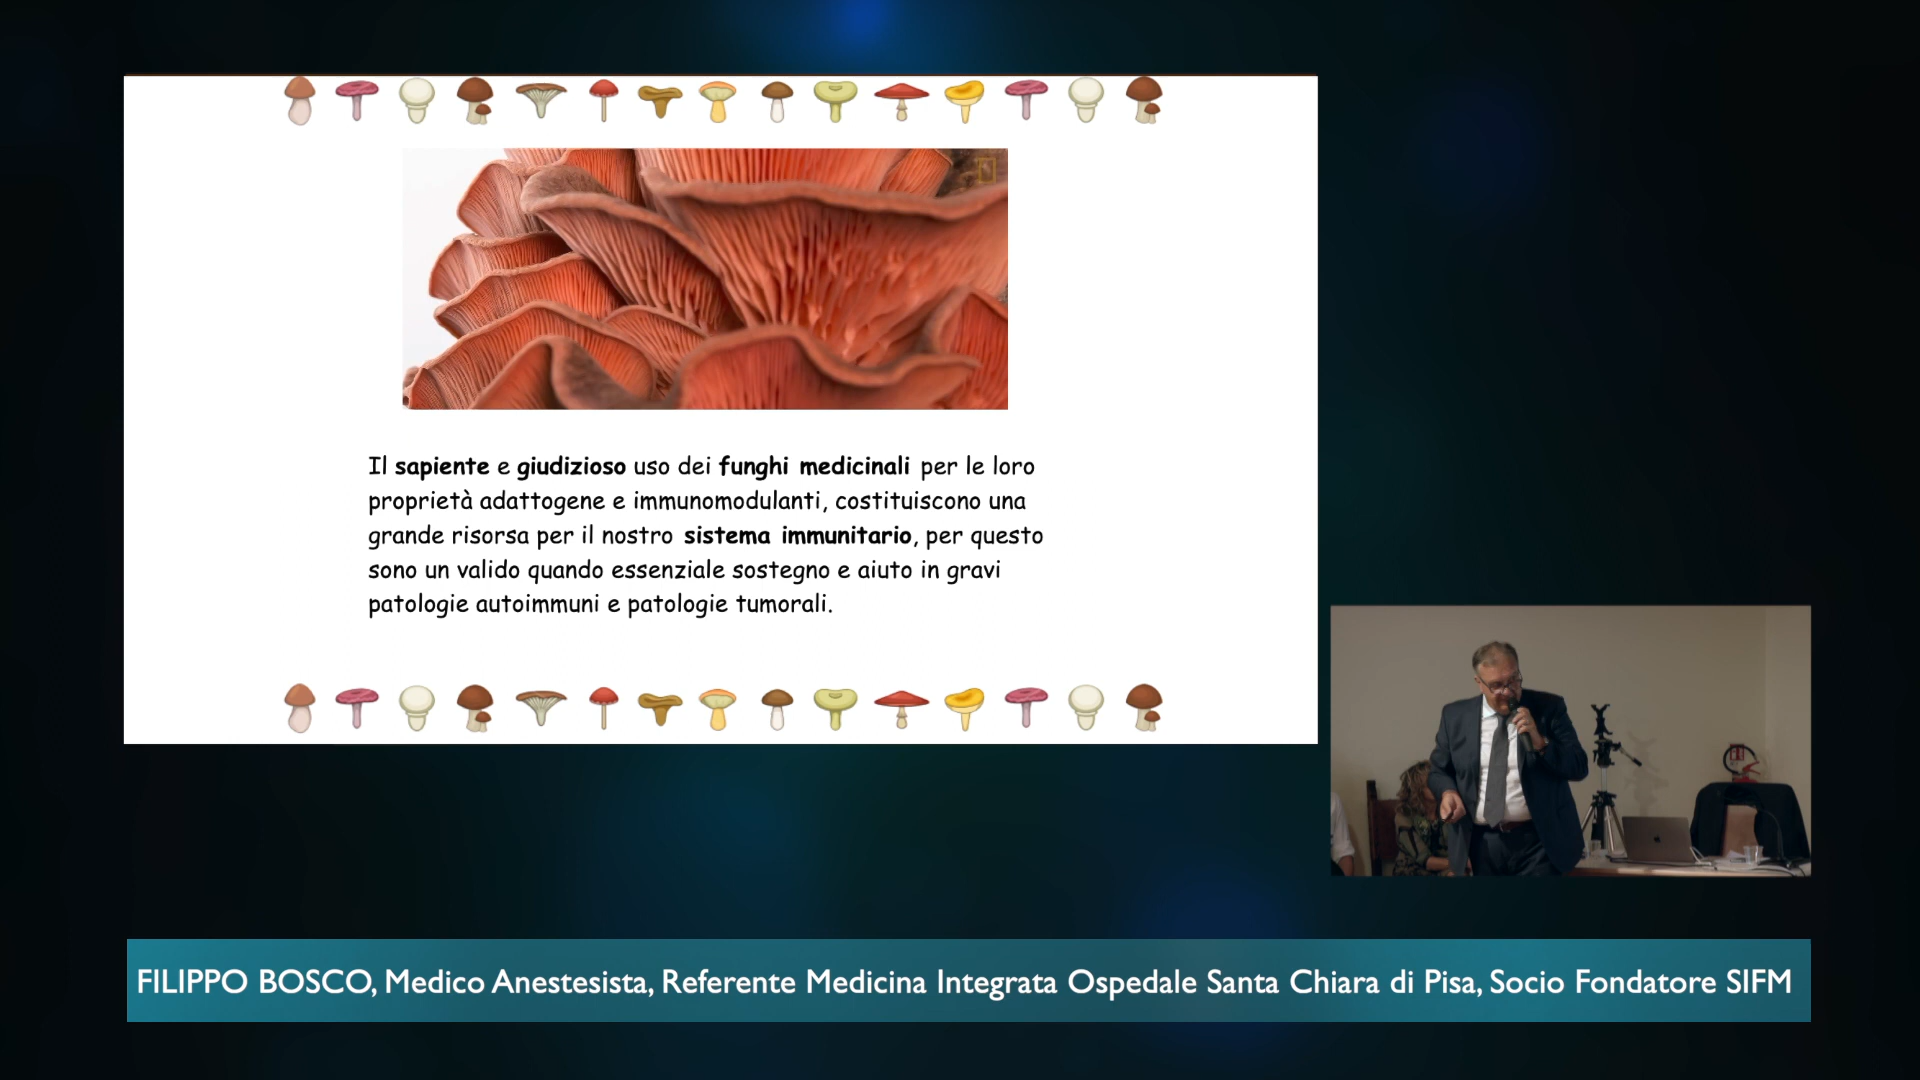 Il sapiente e giudizioso uso dei funghi medicinali per le loro
proprietà adattogene e immunomodulanti, costituiscono una
grande risorsa per il nostro sistema immunitario, per questo
sono un valido quando essenziale sostegno e aiuto in gravi
patologie autoimmuni e patologie tumorali.
FILIPPO BOSCO, Medico Anestesista, Referente Medicina Integrata Ospedale Santa Chiara di Pisa, Socio Fondatore SIFM